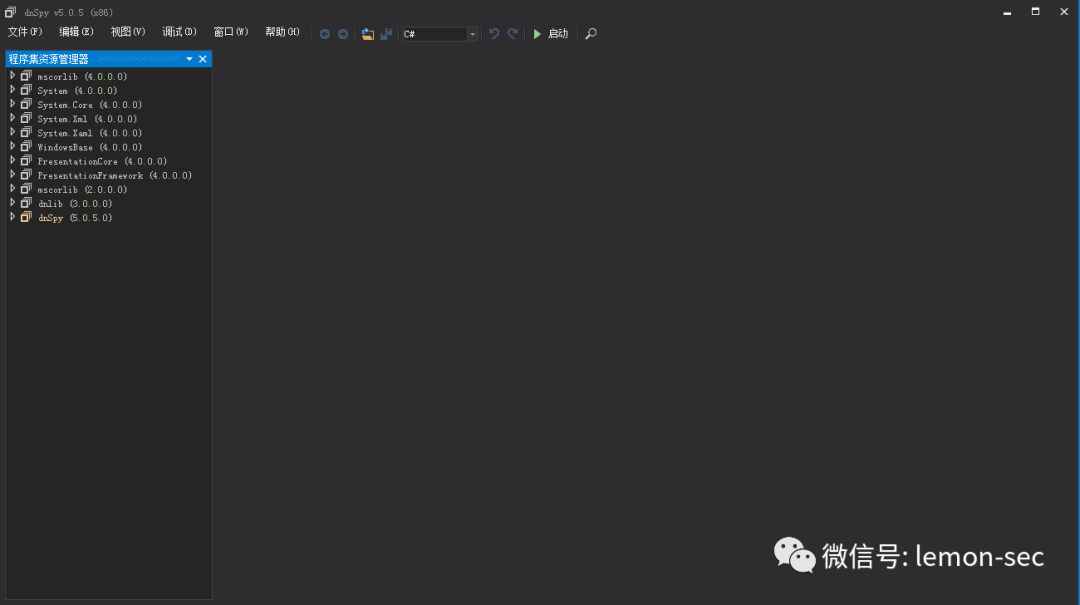 dnSpy v5.0.5 (x86)
文件(F) 编辑(E) 视图(V) 调试(D) 窗口(W) 帮助(H) C# 启动
程序集资源管理器
mscorlib (4.0.0.0)
System (4.0.0.0)
System.Core (4.0.0.0)
System.Xml (4.0.0.0)
System.Xaml (4.0.0.0)
WindowsBase (4.0.0.0)
PresentationCore (4.0.0.0)
PresentationFramework (4.0.0.0)
mscorlib (2.0.0.0)
dnlib (3.0.0.0)
dnSpy (5.0.5.0)
微信号: lemon-sec